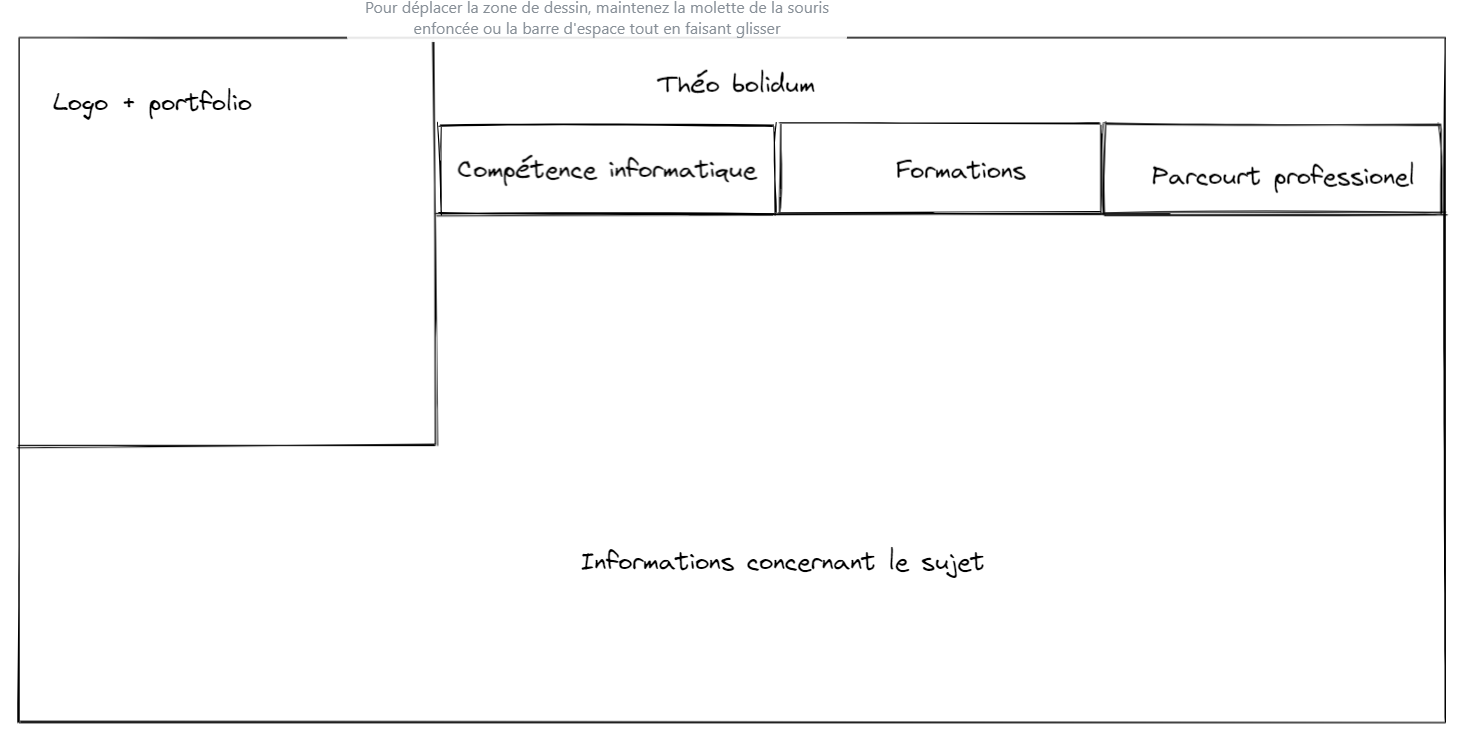 Pour déplacer la zone de dessin, maintenez la molette de la souris
enfoncée ou la barre d'espace tout en faisant glisser
Théo bolidum
Logo + portfolio
Compétence informatique
Formations
Parcourt professionel
Informations concernant le sujet